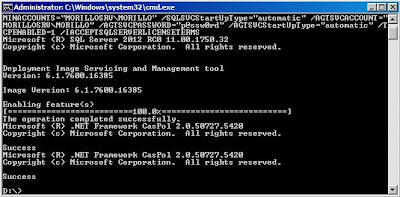 Administrator: C:\Windows\system32\cmd.exe
MINACCOUNTS="MORILLOSRV\MORILLO" /SQLSVCStartUpType="automatic" /AGTSVCACCOUNT="
MORILLOSRV\MORILLO" /AGTSVCPASSWORD="p@ssw0rd" /AGTSVCStartUpType="automatic" /T
CPENABLED=1 /IACCEPTSQLSERVERLICENSETERMS
Microsoft (R) SQL Server 2012 RC0 11.00.1750.32
Copyright (c) Microsoft Corporation.  All rights reserved.
Deployment Image Servicing and Management tool
Version: 6.1.7600.16385
Image Version: 6.1.7600.16385
Enabling feature(s)
[==========================100.0%==========================]
The operation completed successfully.
Microsoft (R) .NET Framework CasPol 2.0.50727.5420
Copyright (c) Microsoft Corporation.  All rights reserved.
Success
Microsoft (R) .NET Framework CasPol 2.0.50727.5420
Copyright (c) Microsoft Corporation.  All rights reserved.
Success
D:\>